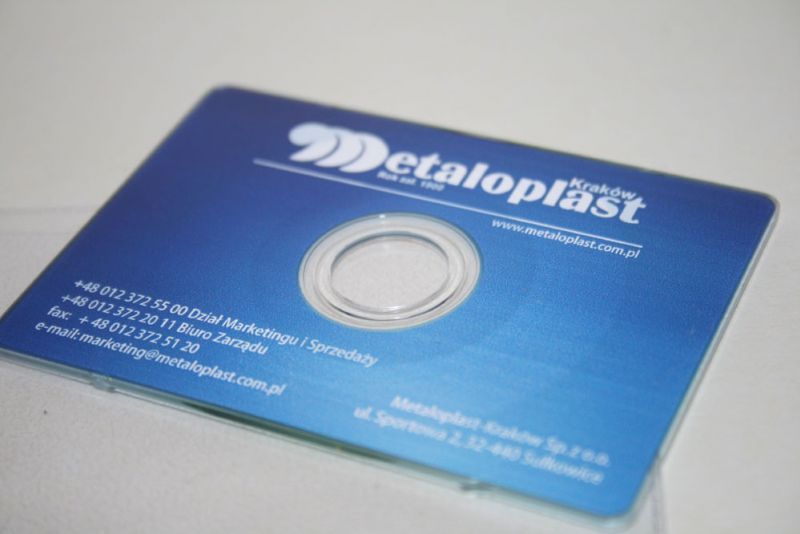 Metaloplast
Kraków
Rok zał. 1900
www.metaloplast.com.pl
+48 012 372 55 00 Dział Marketingu i Sprzedaży
+48 012 372 20 11 Biuro Zarządu
fax: + 48 012 372 51 20
e-mail: marketing@metaloplast.com.pl
Metaloplast-Kraków Sp. z o.o.
ul. Sportowa 2, 32-440 Sułkowice